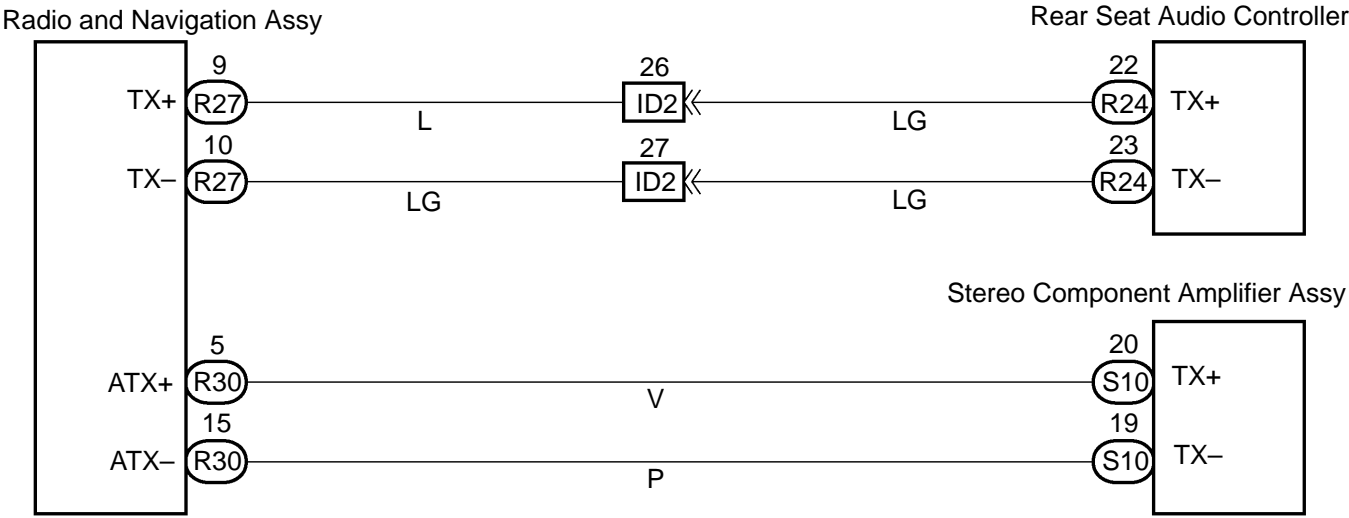 Radio and Navigation Assy
Rear Seat Audio Controller
9
26
22
TX+
R27
ID2
R24
TX+
L
LG
10
27
23
TX–
R27
ID2
R24
TX–
LG
LG
Stereo Component Amplifier Assy
5
20
ATX+
R30
S10
TX+
V
15
19
ATX–
R30
S10
TX–
P